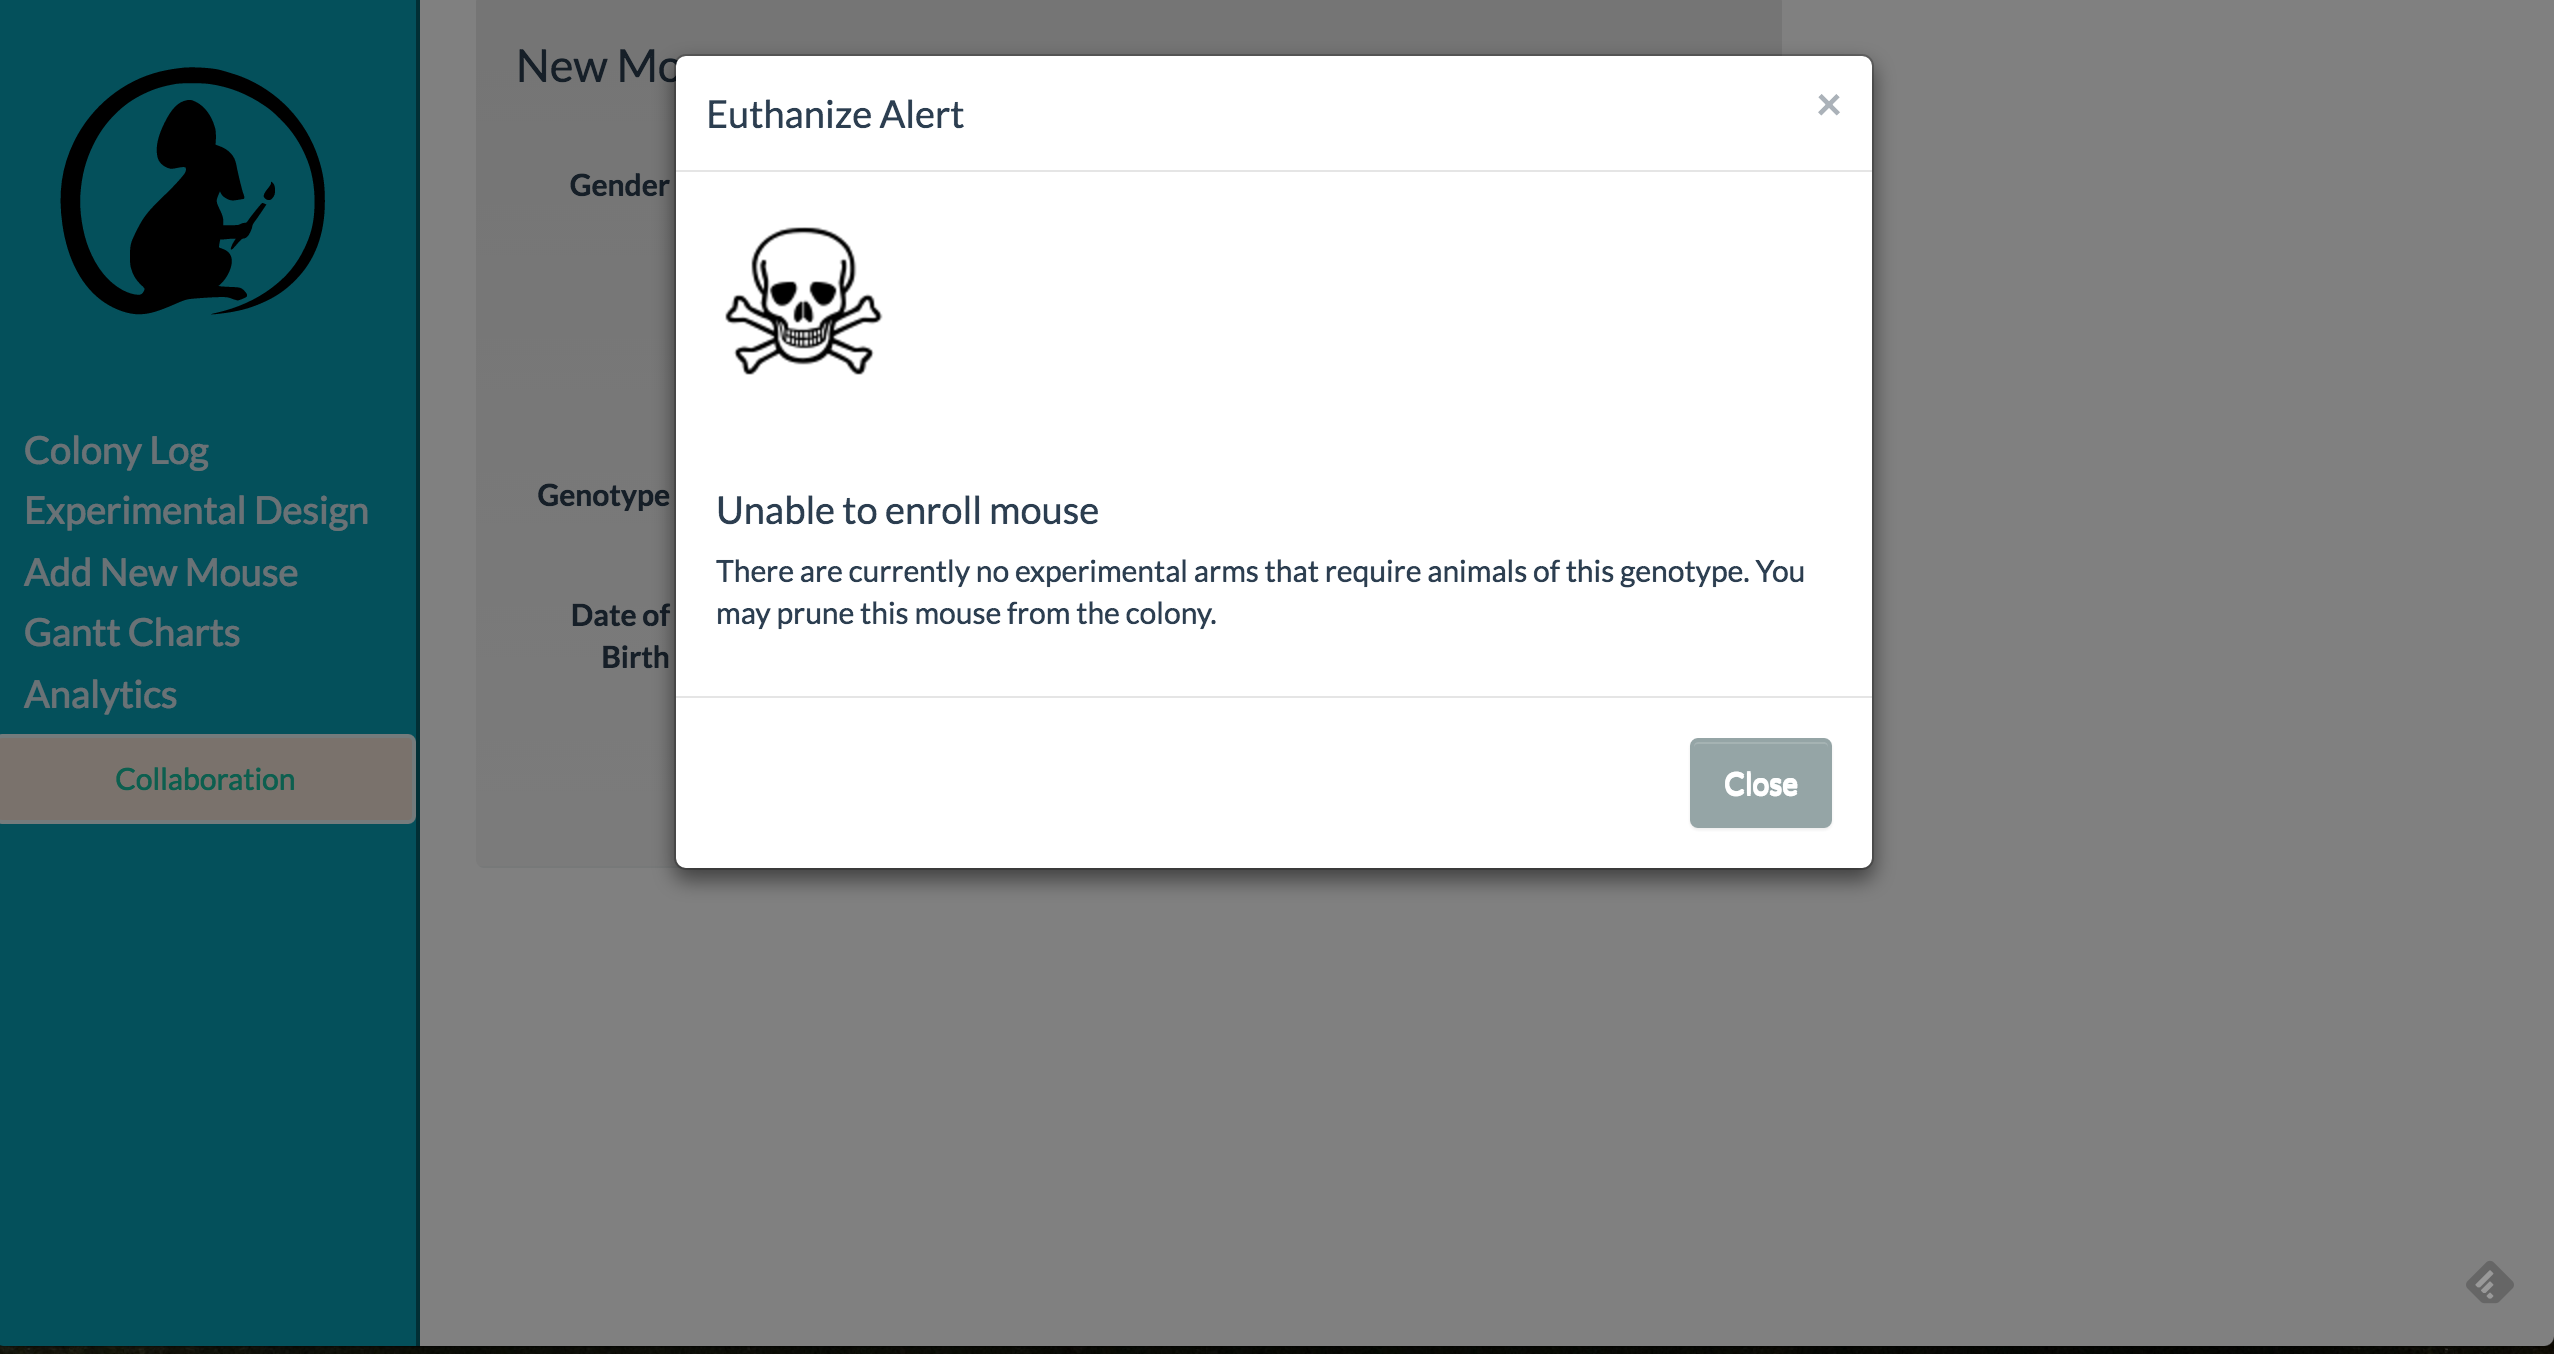 Colony Log
Experimental Design
Add New Mouse
Gantt Charts
Analytics
Collaboration
New Mo
Gender
Genotype
Date of
Birth
Euthanize Alert
×
Unable to enroll mouse
There are currently no experimental arms that require animals of this genotype. You
may prune this mouse from the colony.
Close